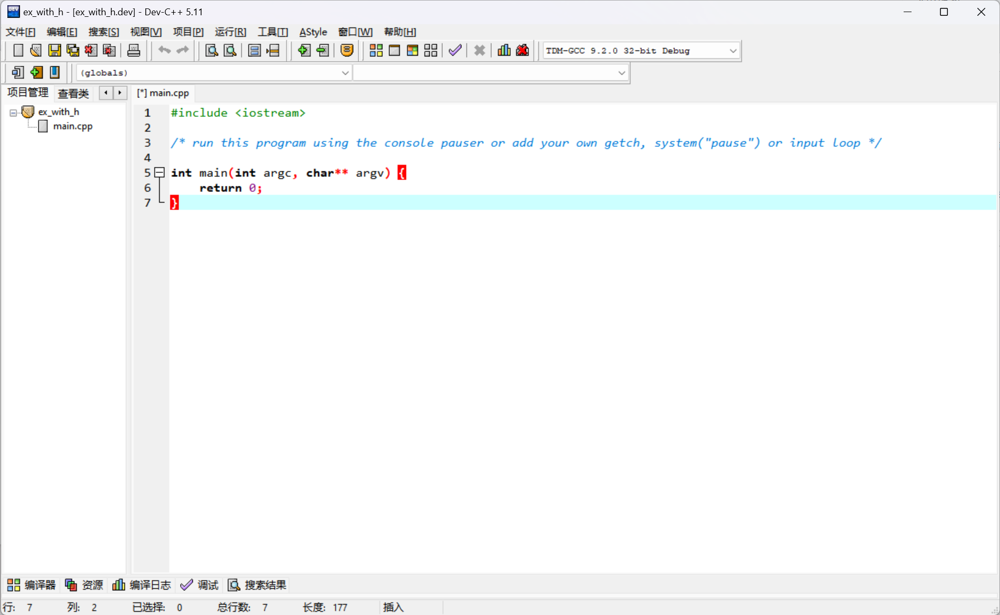 ex_with_h - [ex_with_h.dev] - Dev-C++ 5.11
文件[F] 编辑[E] 搜索[S] 视图[V] 项目[P] 运行[R] 工具[T] AStyle 窗口[W] 帮助[H]
TDM-GCC 9.2.0 32-bit Debug
(globals)
项目管理 查看类 [*] main.cpp
ex_with_h
main.cpp
1 #include <iostream>
2
3 /* run this program using the console pauser or add your own getch, system("pause") or input loop */
4
5 int main(int argc, char** argv) {
6 return 0;
7 }
编译器 资源 编译日志 调试 搜索结果
行: 7 列: 2 已选择: 0 总行数: 7 长度: 177 插入